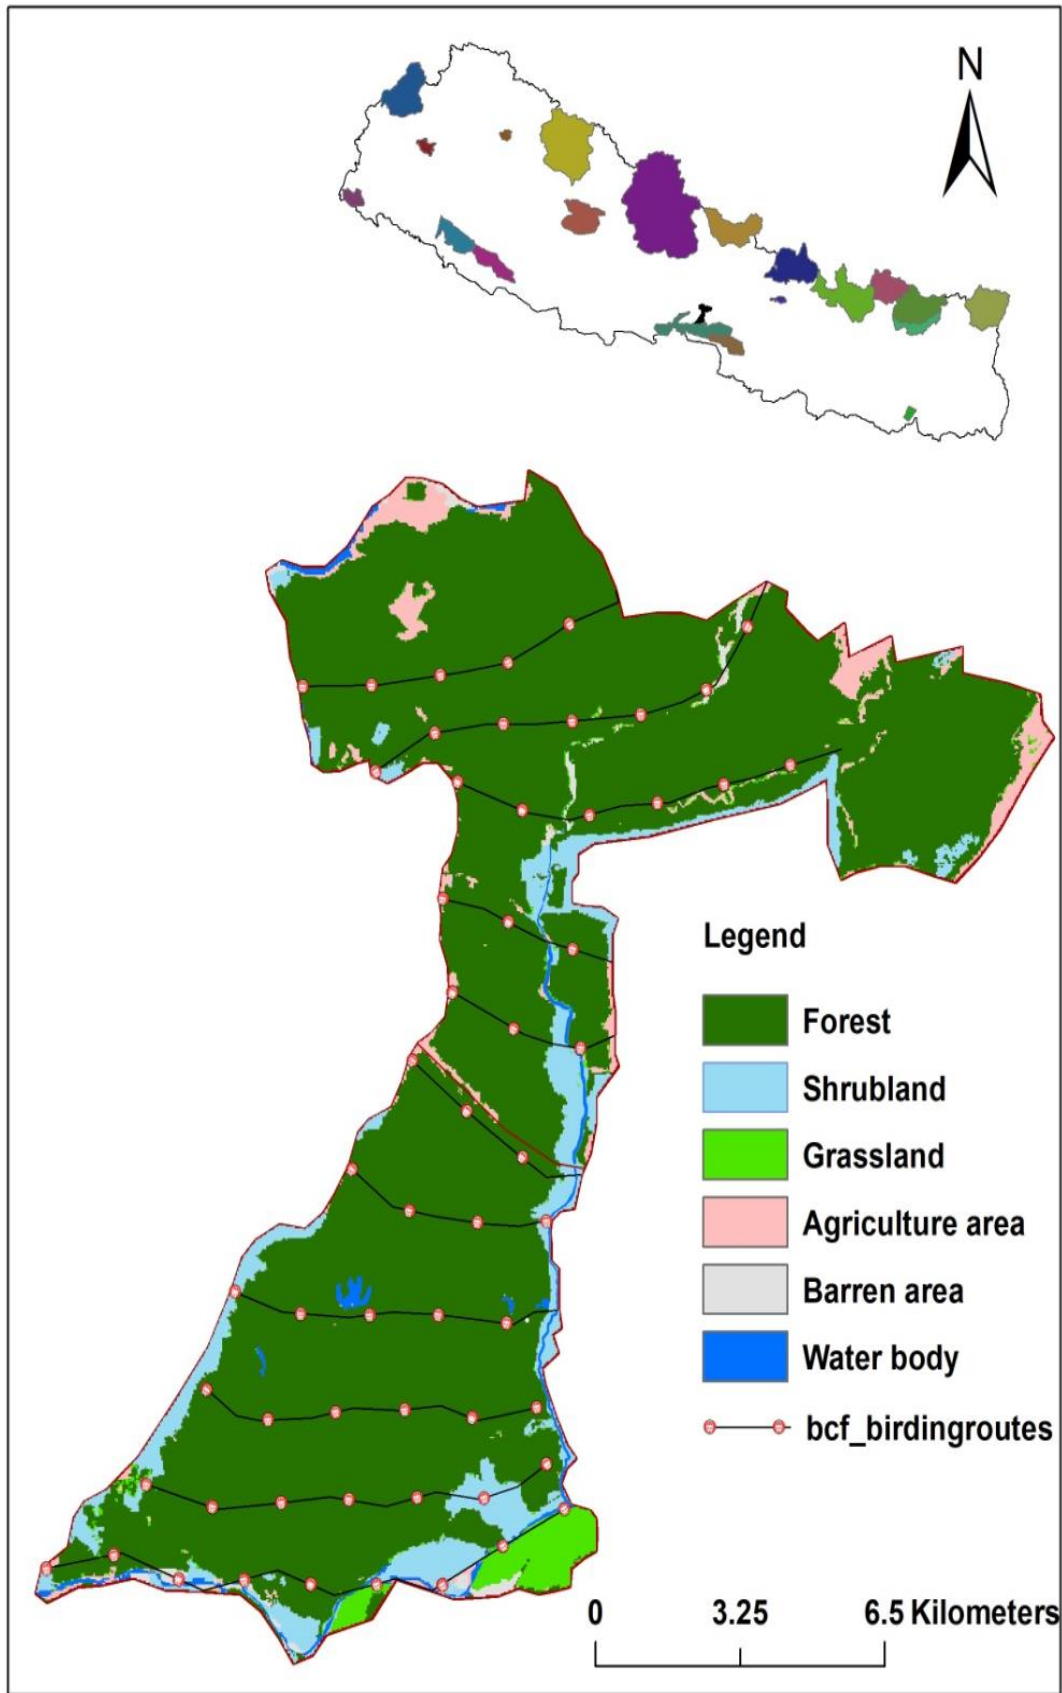 N
Legend
Forest
Shrubland
Grassland
Agriculture area
Barren area
Water body
bcf_birdingroutes
0 3.25 6.5 Kilometers